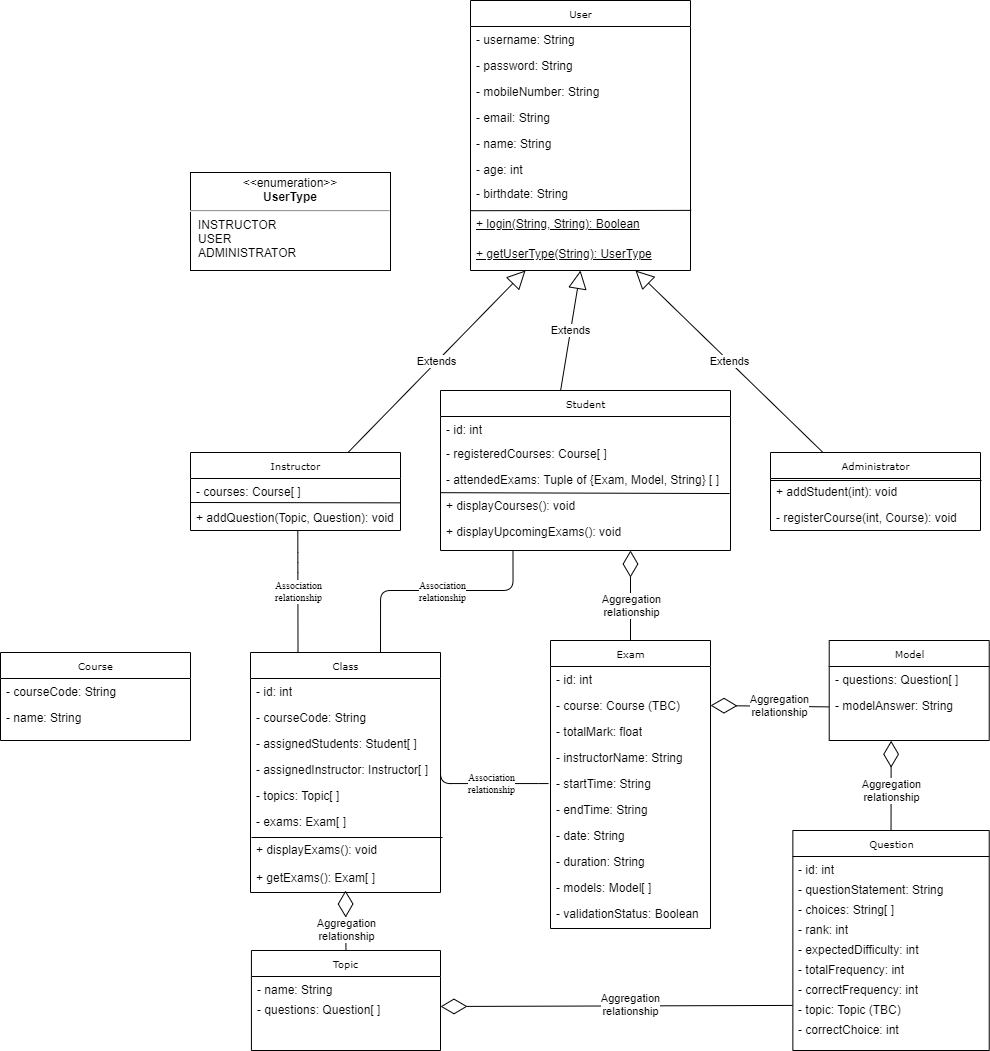 User
- username: String
- password: String
- mobileNumber: String
- email: String
- name: String
- age: int
- birthdate: String
+ login(String, String): Boolean
+ getUserType(String): UserType
<<enumeration>>
UserType
INSTRUCTOR
USER
ADMINISTRATOR
Extends
Extends
Extends
Student
- id: int
- registeredCourses: Course[ ]
- attendedExams: Tuple of {Exam, Model, String} [ ]
+ displayCourses(): void
+ displayUpcomingExams(): void
Instructor
- courses: Course[ ]
+ addQuestion(Topic, Question): void
Administrator
+ addStudent(int): void
- registerCourse(int, Course): void
Association
relationship
Association
relationship
Aggregation
relationship
Course
- courseCode: String
- name: String
Class
- id: int
- courseCode: String
- assignedStudents: Student[ ]
- assignedInstructor: Instructor[ ]
- topics: Topic[ ]
- exams: Exam[ ]
+ displayExams(): void
+ getExams(): Exam[ ]
Association
relationship
Exam
- id: int
- course: Course (TBC)
- totalMark: float
- instructorName: String
- startTime: String
- endTime: String
- date: String
- duration: String
- models: Model[ ]
- validationStatus: Boolean
Aggregation
relationship
Model
- questions: Question[ ]
- modelAnswer: String
Aggregation
relationship
Question
- id: int
- questionStatement: String
- choices: String[ ]
- rank: int
- expectedDifficulty: int
- totalFrequency: int
- correctFrequency: int
- topic: Topic (TBC)
- correctChoice: int
Aggregation
relationship
Topic
- name: String
- questions: Question[ ]
Aggregation
relationship